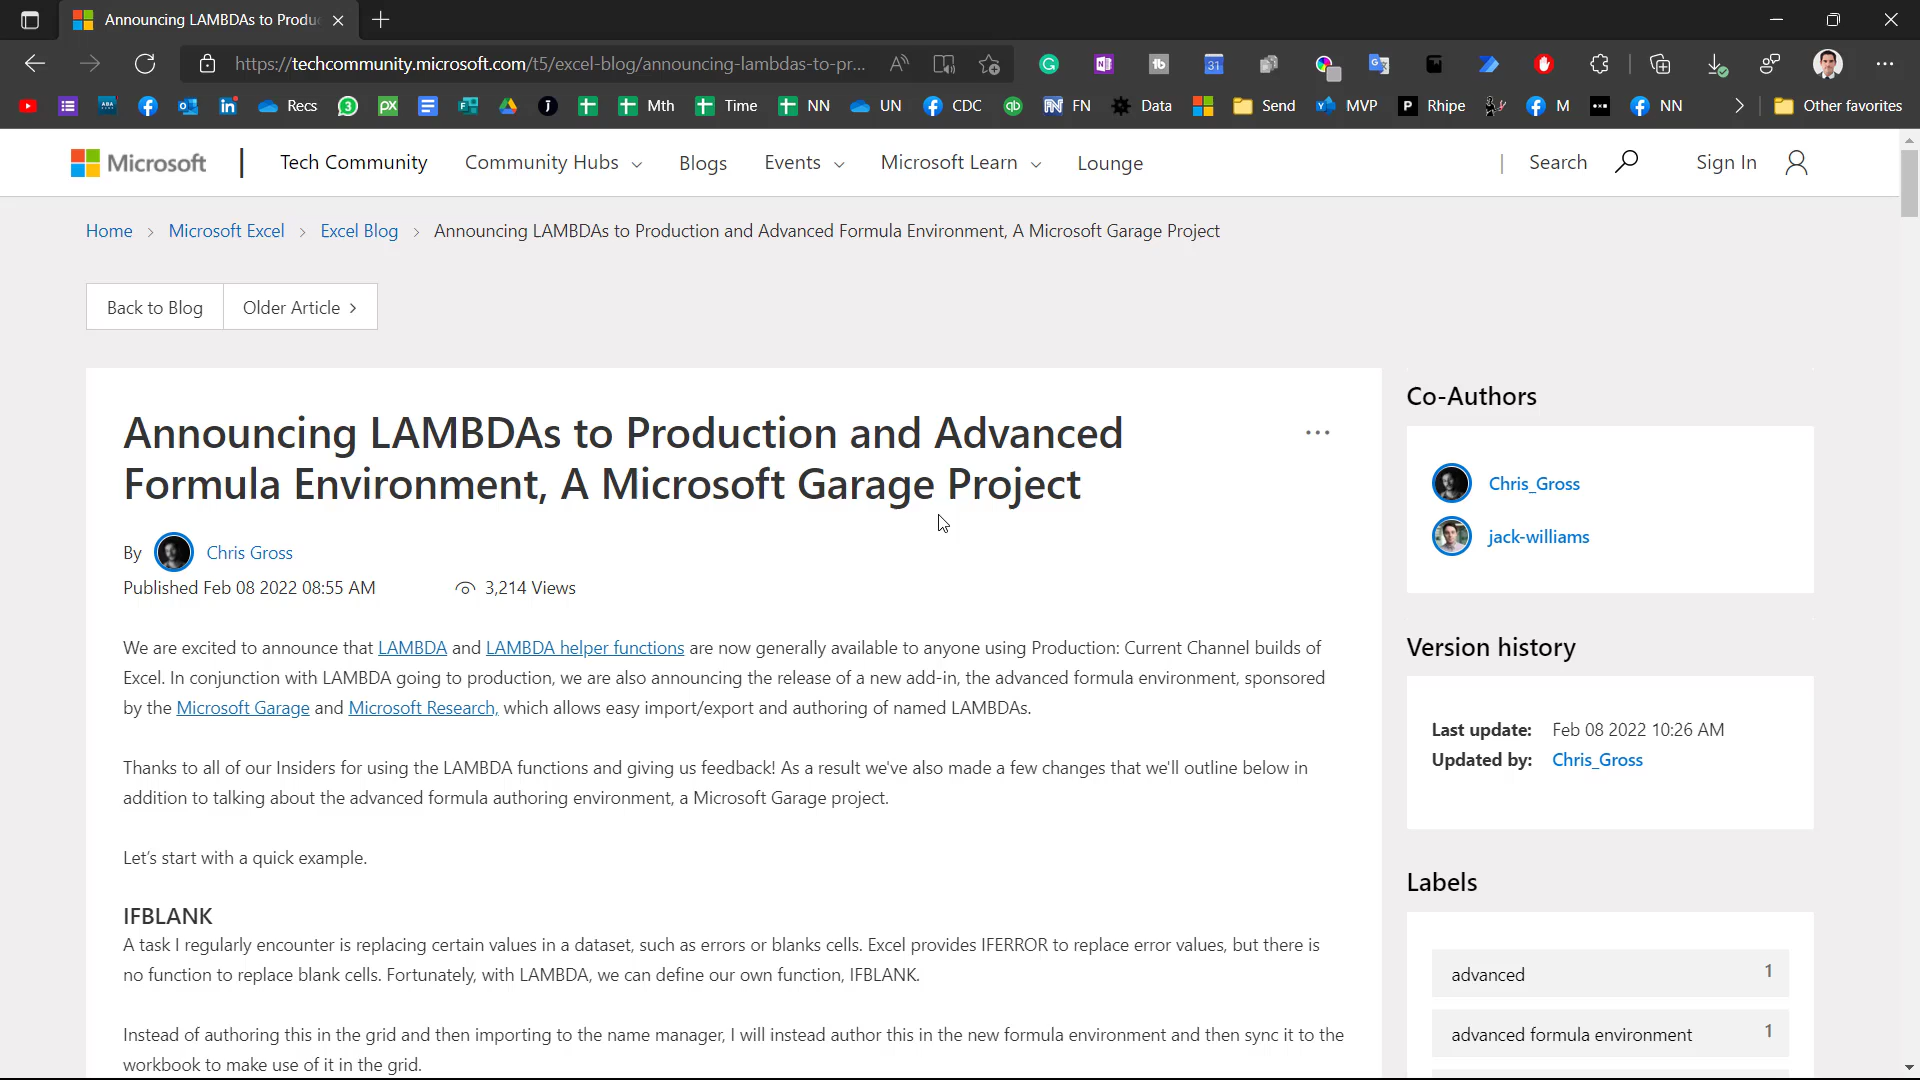 Announcing LAMBDAs to Produ
https://techcommunity.microsoft.com/t5/excel-blog/announcing-lambdas-to-pr...
Recs Mth Time NN UN CDC FN Data Send MVP Rhipe M NN Other favorites
Microsoft Tech Community Community Hubs Blogs Events Microsoft Learn Lounge Search Sign In
Home > Microsoft Excel > Excel Blog > Announcing LAMBDAs to Production and Advanced Formula Environment, A Microsoft Garage Project
Back to Blog Older Article >
Announcing LAMBDAs to Production and Advanced
Formula Environment, A Microsoft Garage Project
By Chris Gross
Published Feb 08 2022 08:55 AM 3,214 Views
We are excited to announce that LAMBDA and LAMBDA helper functions are now generally available to anyone using Production: Current Channel builds of
Excel. In conjunction with LAMBDA going to production, we are also announcing the release of a new add-in, the advanced formula environment, sponsored
by the Microsoft Garage and Microsoft Research, which allows easy import/export and authoring of named LAMBDAs.
Thanks to all of our Insiders for using the LAMBDA functions and giving us feedback! As a result we've also made a few changes that we'll outline below in
addition to talking about the advanced formula authoring environment, a Microsoft Garage project.
Let's start with a quick example.
IFBLANK
A task I regularly encounter is replacing certain values in a dataset, such as errors or blanks cells. Excel provides IFERROR to replace error values, but there is
no function to replace blank cells. Fortunately, with LAMBDA, we can define our own function, IFBLANK.
Instead of authoring this in the grid and then importing to the name manager, I will instead author this in the new formula environment and then sync it to the
workbook to make use of it in the grid.
Co-Authors
Chris_Gross
jack-williams
Version history
Last update: Feb 08 2022 10:26 AM
Updated by: Chris_Gross
Labels
advanced 1
advanced formula environment 1